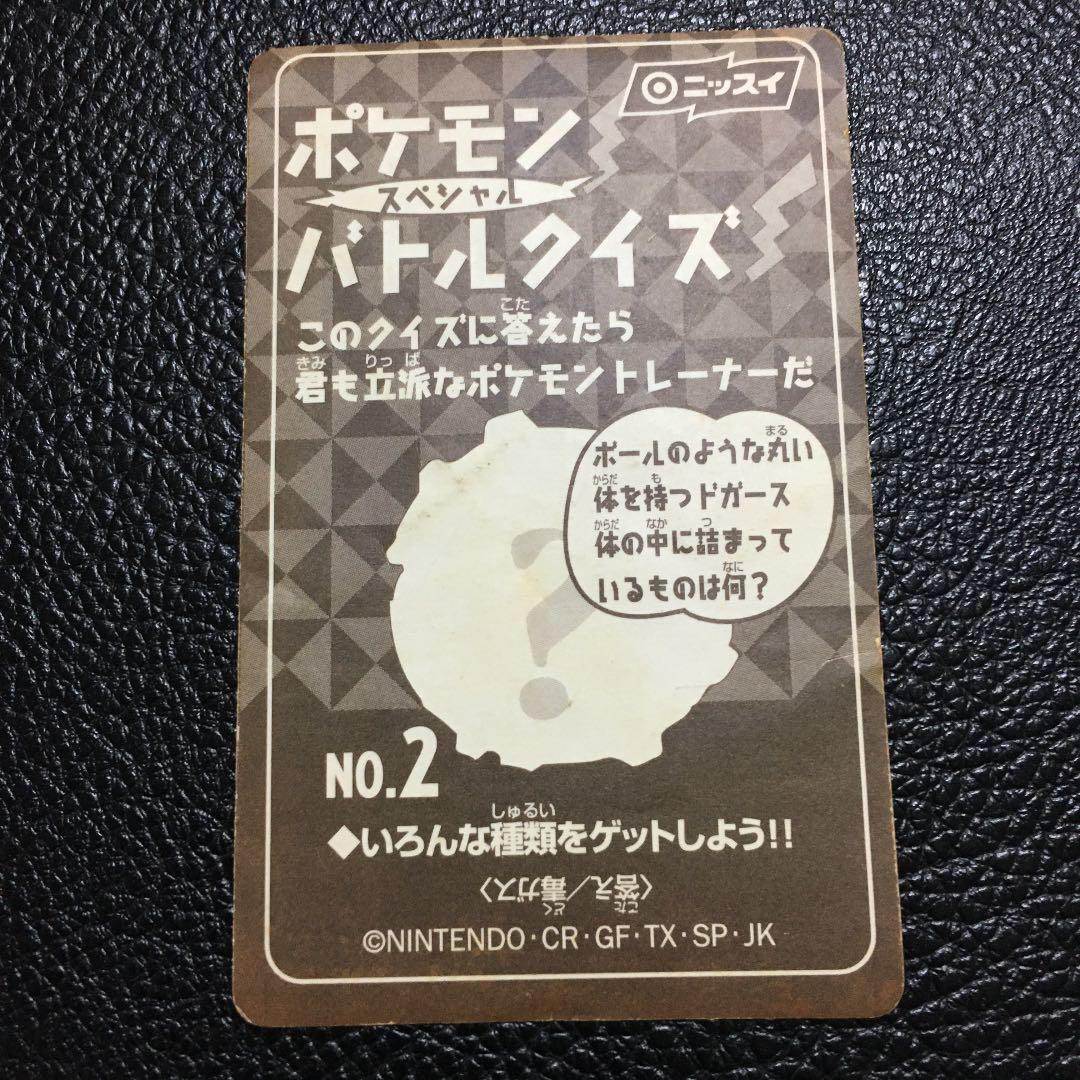 ニッスイ
ポケモン
スペシャル
バトルクイズ
このクイズに答えたら
君も立派なポケモントレーナーだ
ボールのような丸い
体を持つドガース
体の中に詰まって
いるものは何？
?
NO.2
◆いろんな種類をゲットしよう!!
〈答え／毒ガス〉
©NINTENDO・CR・GF・TX・SP・JK